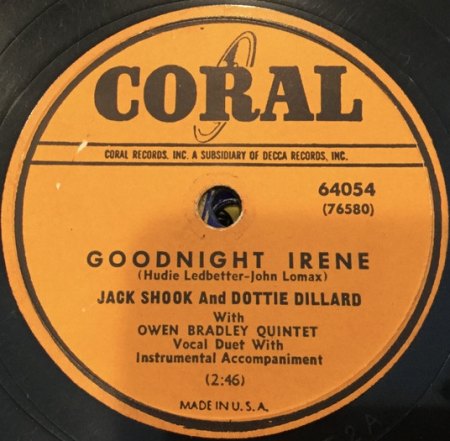 CORAL
CORAL RECORDS, INC. A SUBSIDIARY OF DECCA RECORDS, INC.
64054
(76580)
GOODNIGHT IRENE
(Hudie Ledbetter-John Lomax)
JACK SHOOK And DOTTIE DILLARD
With
OWEN BRADLEY QUINTET
Vocal Duet With
Instrumental Accompaniment
(2:46)
MADE IN U.S.A.